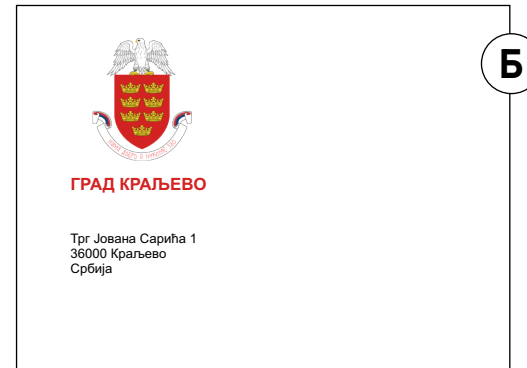 Б
ГРАД КРАЉЕВО
Трг Јована Сарића 1
36000 Краљево
Србија